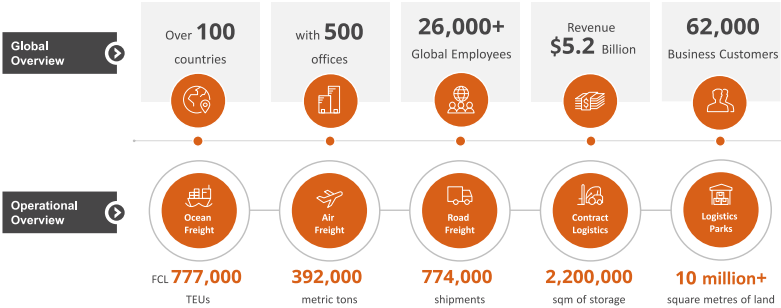 Global
Overview
Over 100
countries
with 500
offices
26,000+
Global Employees
Revenue
$5.2 Billion
62,000
Business Customers
$
Operational
Overview
Ocean
Freight
Air
Freight
Road
Freight
Contract
Logistics
Logistics
Parks
FCL 777,000
TEUs
392,000
metric tons
774,000
shipments
2,200,000
sqm of storage
10 million+
square metres of land